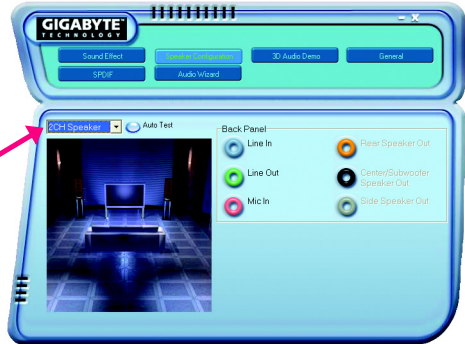 GIGABYTE™
TECHNOLOGY
Sound Effect
Speaker Configuration
3D Audio Demo
General
SPDIF
Audio Wizard
2CH Speaker
Auto Test
Back Panel
Line In
Rear Speaker Out
Line Out
Center/Subwoofer
Speaker Out
Mic In
Side Speaker Out